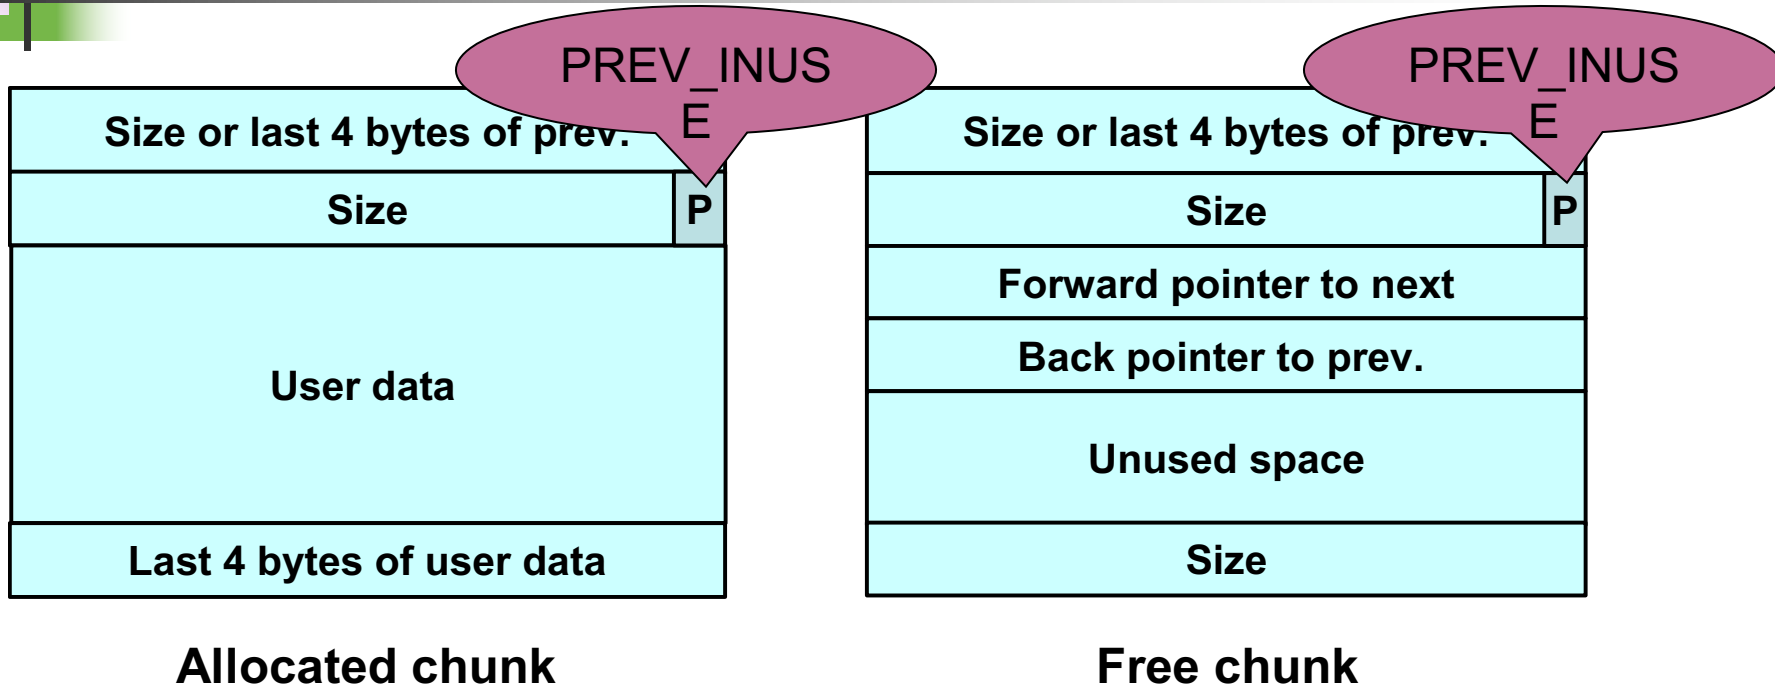 PREV_INUS
E
Size or last 4 bytes of prev.
Size
P
User data
Last 4 bytes of user data
Allocated chunk
PREV_INUS
E
Size or last 4 bytes of prev.
Size
P
Forward pointer to next
Back pointer to prev.
Unused space
Size
Free chunk